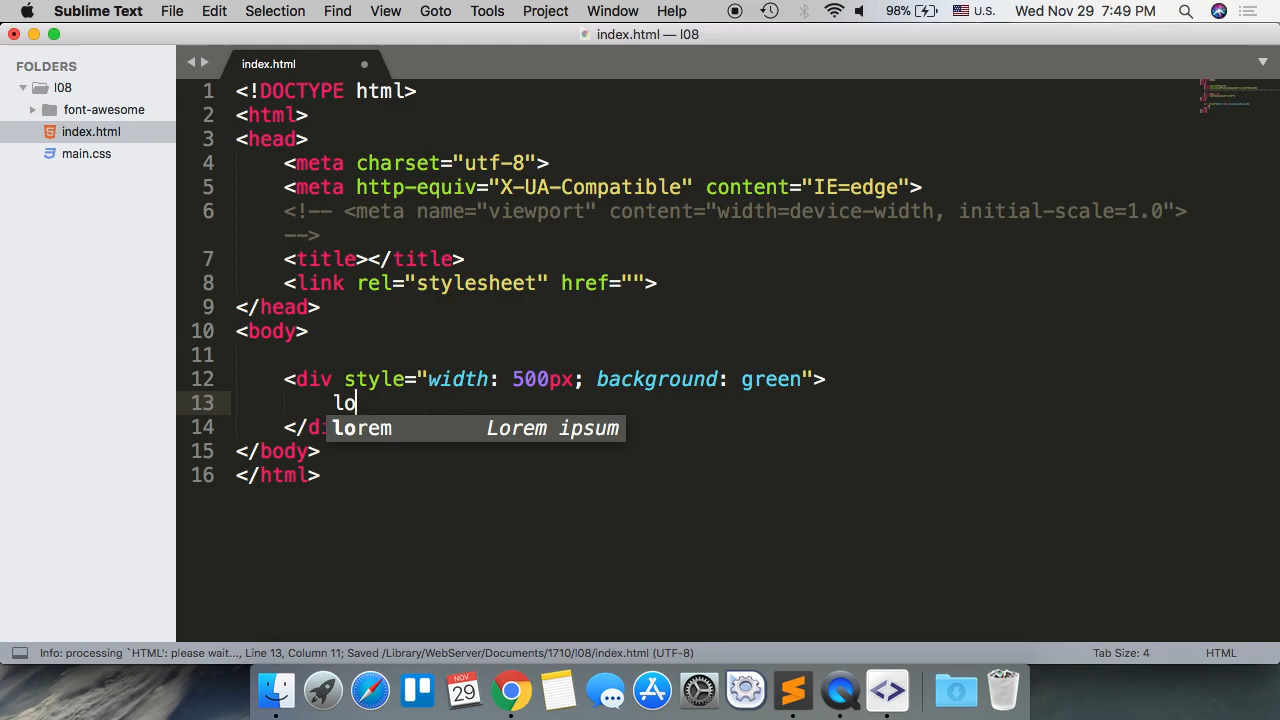 Sublime Text File Edit Selection Find View Goto Tools Project Window Help 98% U.S. Wed Nov 29 7:49 PM
index.html — l08
FOLDERS
l08
font-awesome
index.html
main.css
index.html
1 <!DOCTYPE html>
2 <html>
3 <head>
4 <meta charset="utf-8">
5 <meta http-equiv="X-UA-Compatible" content="IE=edge">
6 <!-- <meta name="viewport" content="width=device-width, initial-scale=1.0">
-->
7 <title></title>
8 <link rel="stylesheet" href="">
9 </head>
10 <body>
11
12 <div style="width: 500px; background: green">
13 lo
14 </di
lorem Lorem ipsum
15 </body>
16 </html>
Info: processing `HTML': please wait..., Line 13, Column 11; Saved /Library/WebServer/Documents/1710/l08/index.html (UTF-8) Tab Size: 4 HTML
NOV
29